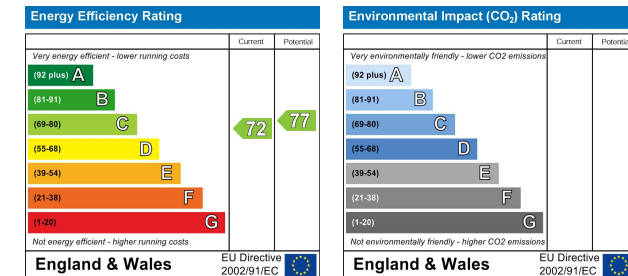 Energy Efficiency Rating
Current Potential
Very energy efficient - lower running costs
(92 plus) A
(81-91) B
(69-80) C
72 77
(55-68) D
(39-54) E
(21-38) F
(1-20) G
Not energy efficient - higher running costs
England & Wales
EU Directive
2002/91/EC
Environmental Impact (CO₂) Rating
Current Potentia
Very environmentally friendly - lower CO2 emissions
(92 plus) A
(81-91) B
(69-80) C
(55-68) D
(39-54) E
(21-38) F
(1-20) G
Not environmentally friendly - higher CO2 emissions
England & Wales
EU Directive
2002/91/EC